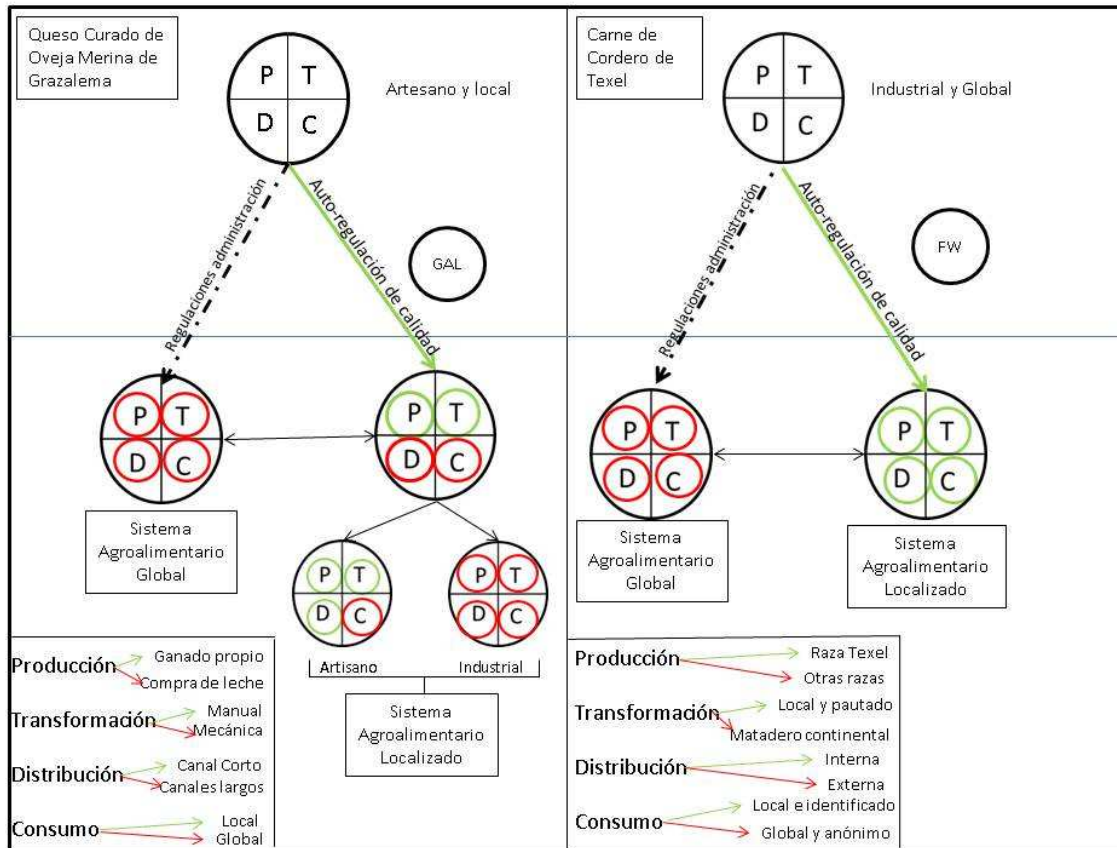 Queso Curado de
Oveja Merina de
Grazalema
P T
D C
Artesano y local
Regulaciones administración
Auto-regulación de calidad
GAL
P T
D C
P T
D C
Sistema
Agroalimentario
Global
P T
D C
P T
D C
Artisano
Industrial
Sistema
Agroalimentario
Localizado
Producción
Ganado propio
Compra de leche
Transformación
Manual
Mecánica
Distribución
Canal Corto
Canales largos
Consumo
Local
Global
Carne de
Cordero de
Texel
P T
D C
Industrial y Global
Regulaciones administración
Auto-regulación de calidad
FW
P T
D C
P T
D C
Sistema
Agroalimentario
Global
Sistema
Agroalimentario
Localizado
Producción
Raza Texel
Otras razas
Transformación
Local y pautado
Matadero continental
Distribución
Interna
Externa
Consumo
Local e identificado
Global y anónimo